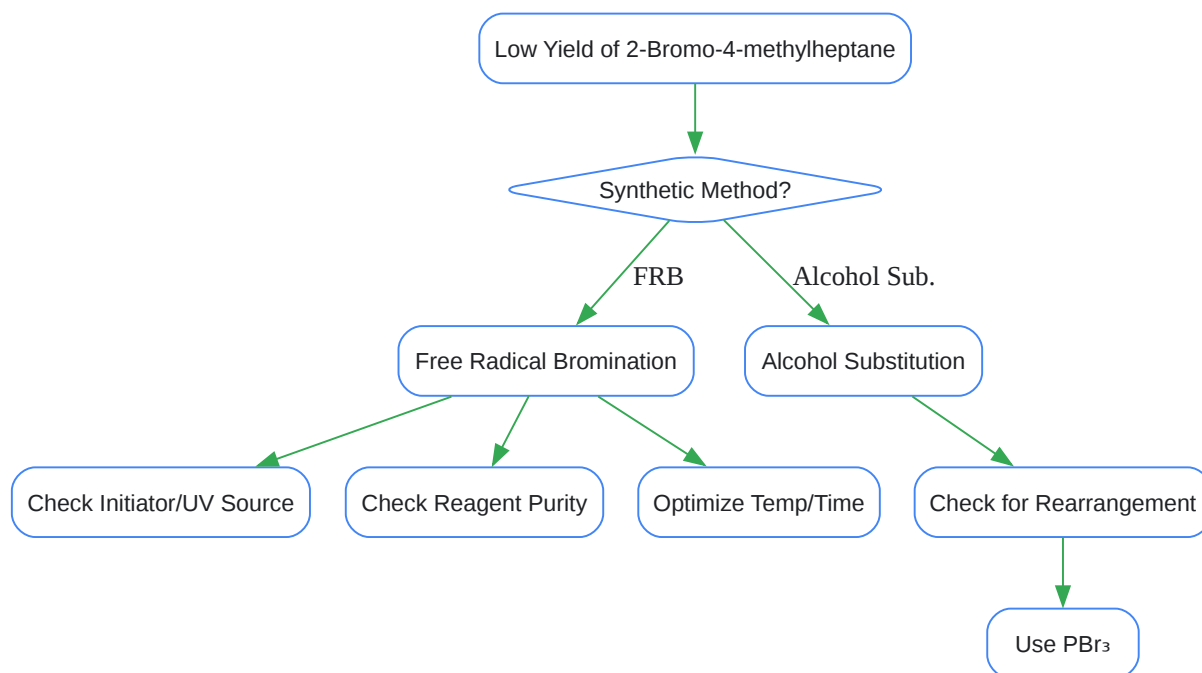 Low Yield of 2-Bromo-4-methylheptane
Synthetic Method?
FRB
Alcohol Sub.
Free Radical Bromination
Alcohol Substitution
Check Initiator/UV Source
Check Reagent Purity
Optimize Temp/Time
Check for Rearrangement
Use PBr₃